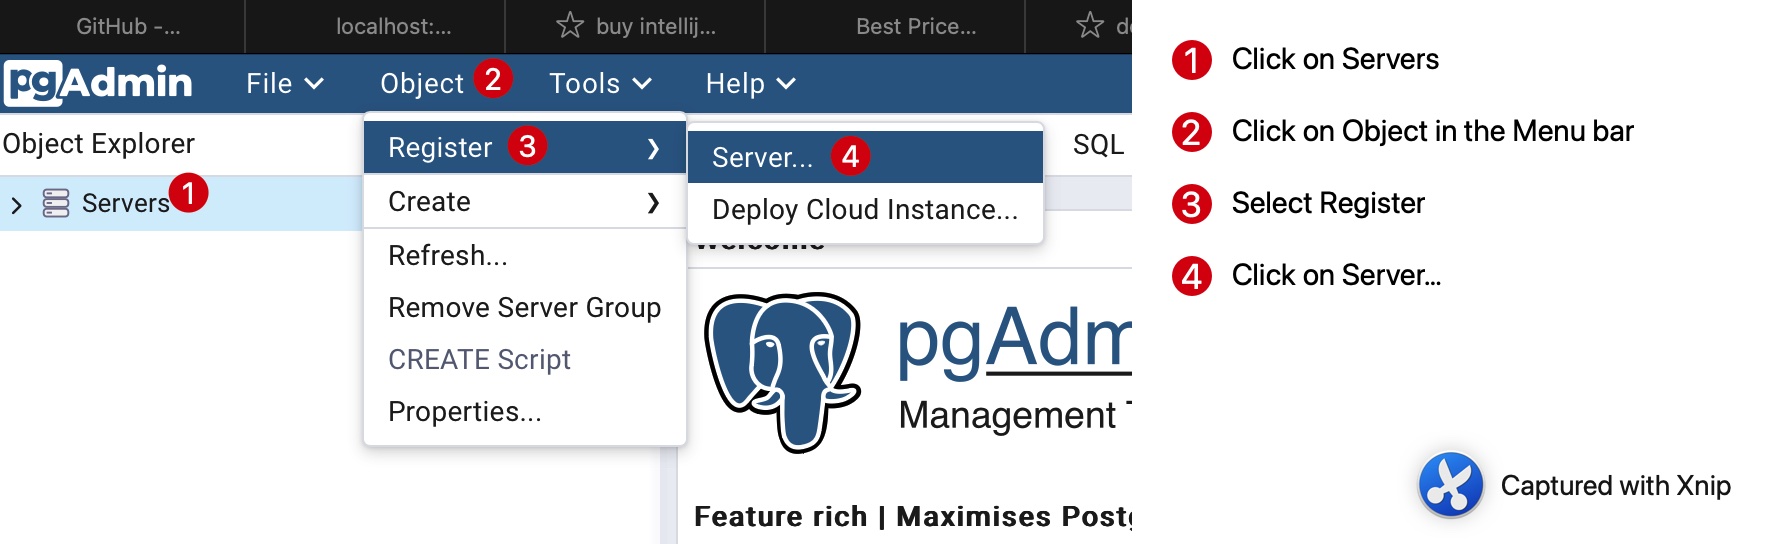 GitHub -...
localhost:...
buy intellij...
Best Price...
pgAdmin
File
Object 2
Tools
Help
Object Explorer
Servers 1
Register 3
Create
Refresh...
Remove Server Group
CREATE Script
Properties...
Server... 4
Deploy Cloud Instance...
SQL
Welcome
pgAdm
Management T
Feature rich | Maximises Postg
1 Click on Servers
2 Click on Object in the Menu bar
3 Select Register
4 Click on Server...
Captured with Xnip